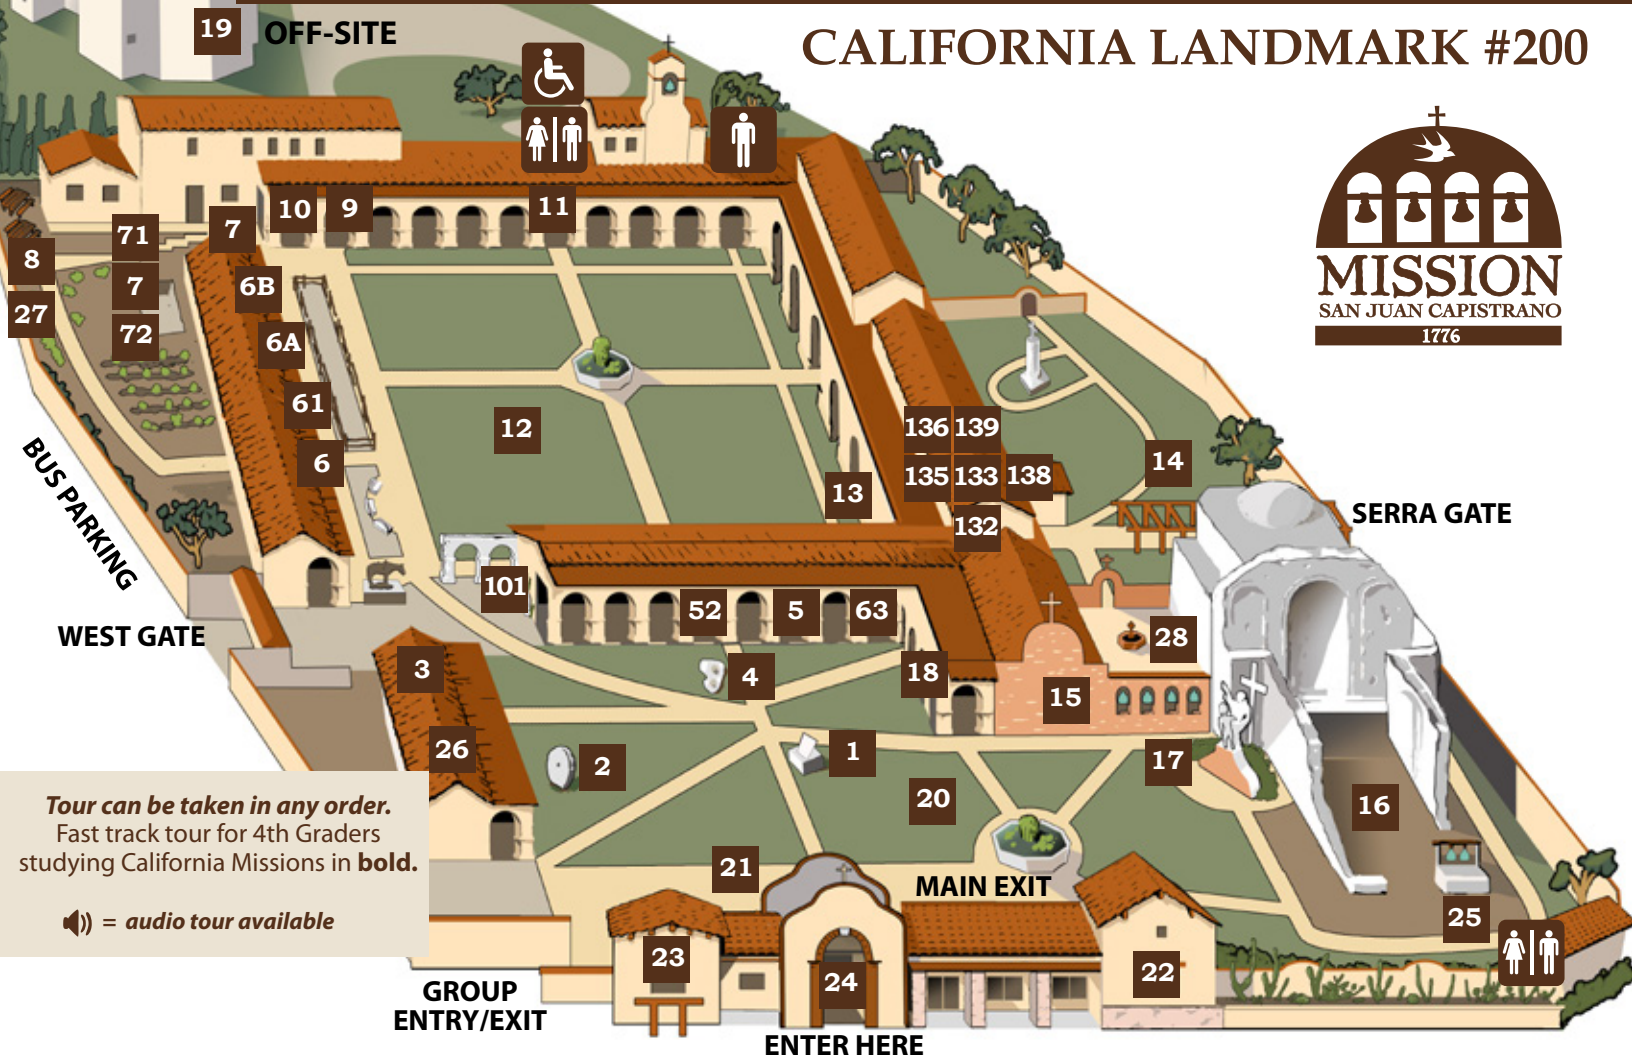 19
OFF-SITE
CALIFORNIA LANDMARK #200
MISSION
SAN JUAN CAPISTRANO
1776
10
9
11
71
7
8
7
6B
27
72
6A
61
12
136
139
6
135
133
138
14
13
132
SERRA GATE
BUS PARKING
101
52
5
63
WEST GATE
28
3
4
18
15
26
2
1
17
20
16
Tour can be taken in any order.
Fast track tour for 4th Graders
studying California Missions in bold.
= audio tour available
21
MAIN EXIT
25
23
24
22
GROUP
ENTRY/EXIT
ENTER HERE